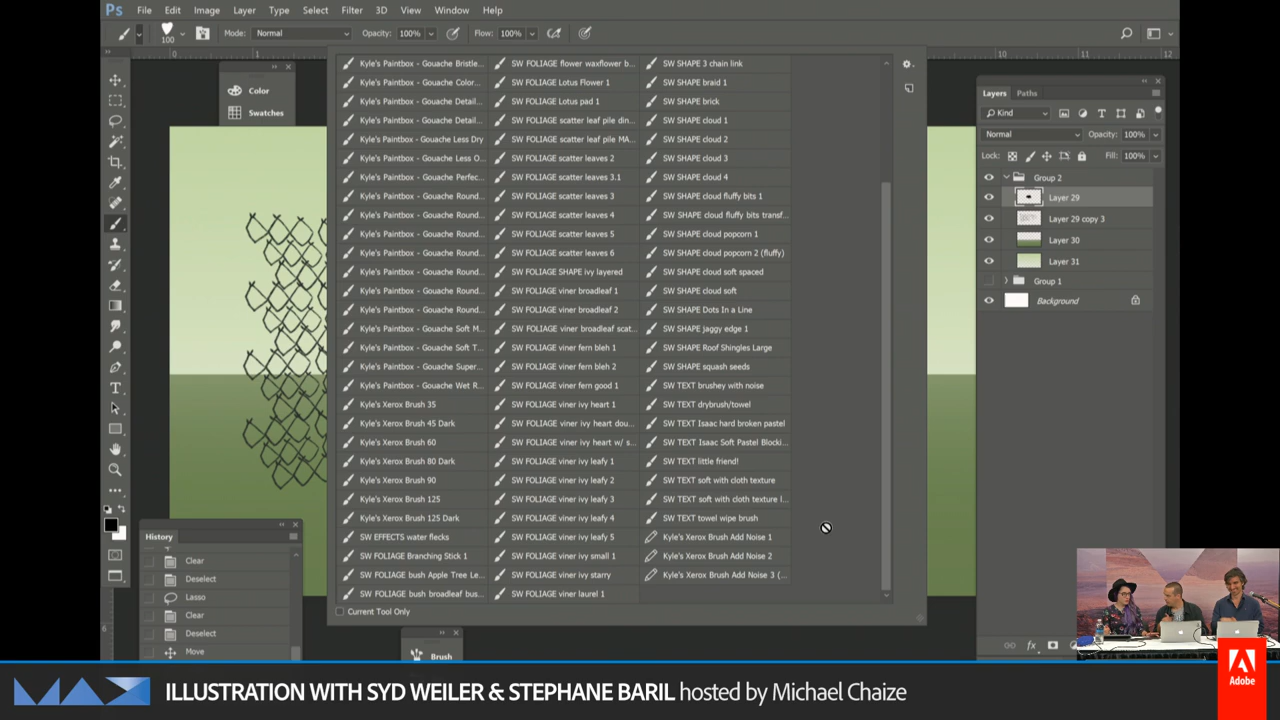 Ps File Edit Image Layer Type Select Filter 3D View Window Help
100 Mode: Normal Opacity: 100% Flow: 100%
0 1 10 11 12
Color
Swatches
Kyle's Paintbox - Gouache Bristle...
Kyle's Paintbox - Gouache Color...
Kyle's Paintbox - Gouache Detail...
Kyle's Paintbox - Gouache Detail...
Kyle's Paintbox - Gouache Less Dry
Kyle's Paintbox - Gouache Less O...
Kyle's Paintbox - Gouache Perfec...
Kyle's Paintbox - Gouache Round...
Kyle's Paintbox - Gouache Round...
Kyle's Paintbox - Gouache Round...
Kyle's Paintbox - Gouache Round...
Kyle's Paintbox - Gouache Round...
Kyle's Paintbox - Gouache Round...
Kyle's Paintbox - Gouache Round...
Kyle's Paintbox - Gouache Soft M...
Kyle's Paintbox - Gouache Soft T...
Kyle's Paintbox - Gouache Super...
Kyle's Paintbox - Gouache Wet R...
Kyle's Xerox Brush 35
Kyle's Xerox Brush 45 Dark
Kyle's Xerox Brush 60
Kyle's Xerox Brush 80 Dark
Kyle's Xerox Brush 90
Kyle's Xerox Brush 125
Kyle's Xerox Brush 125 Dark
SW EFFECTS water flecks
SW FOLIAGE Branching Stick 1
SW FOLIAGE bush Apple Tree Le...
SW FOLIAGE bush broadleaf bus...
SW FOLIAGE flower waxflower b...
SW FOLIAGE Lotus Flower 1
SW FOLIAGE Lotus pad 1
SW FOLIAGE scatter leaf pile din...
SW FOLIAGE scatter leaf pile MA...
SW FOLIAGE scatter leaves 2
SW FOLIAGE scatter leaves 3.1
SW FOLIAGE scatter leaves 3
SW FOLIAGE scatter leaves 4
SW FOLIAGE scatter leaves 5
SW FOLIAGE scatter leaves 6
SW FOLIAGE SHAPE ivy layered
SW FOLIAGE viner broadleaf 1
SW FOLIAGE viner broadleaf 2
SW FOLIAGE viner broadleaf scat...
SW FOLIAGE viner fern bleh 1
SW FOLIAGE viner fern bleh 2
SW FOLIAGE viner fern good 1
SW FOLIAGE viner ivy heart 1
SW FOLIAGE viner ivy heart dou...
SW FOLIAGE viner ivy heart w/ s...
SW FOLIAGE viner ivy leafy 1
SW FOLIAGE viner ivy leafy 2
SW FOLIAGE viner ivy leafy 3
SW FOLIAGE viner ivy leafy 4
SW FOLIAGE viner ivy leafy 5
SW FOLIAGE viner ivy small 1
SW FOLIAGE viner ivy starry
SW FOLIAGE viner laurel 1
SW SHAPE 3 chain link
SW SHAPE braid 1
SW SHAPE brick
SW SHAPE cloud 1
SW SHAPE cloud 2
SW SHAPE cloud 3
SW SHAPE cloud 4
SW SHAPE cloud fluffy bits 1
SW SHAPE cloud fluffy bits transf...
SW SHAPE cloud popcorn 1
SW SHAPE cloud popcorn 2 (fluffy)
SW SHAPE cloud soft spaced
SW SHAPE cloud soft
SW SHAPE Dots In a Line
SW SHAPE jaggy edge 1
SW SHAPE Roof Shingles Large
SW SHAPE squash seeds
SW TEXT brushey with noise
SW TEXT drybrush/towel
SW TEXT Isaac hard broken pastel
SW TEXT Isaac Soft Pastel Blocki...
SW TEXT little friend!
SW TEXT soft with cloth texture
SW TEXT soft with cloth texture l...
SW TEXT towel wipe brush
Kyle's Xerox Brush Add Noise 1
Kyle's Xerox Brush Add Noise 2
Kyle's Xerox Brush Add Noise 3 (...
Current Tool Only
Layers Paths
Kind
Normal Opacity: 100%
Lock: Fill: 100%
Group 2
Layer 29
Layer 29 copy 3
Layer 30
Layer 31
Group 1
Background
fx
History
Clear
Deselect
Lasso
Clear
Deselect
Move
6
Brush
MAX ILLUSTRATION WITH SYD WEILER & STEPHANE BARIL hosted by Michael Chaize
Adobe